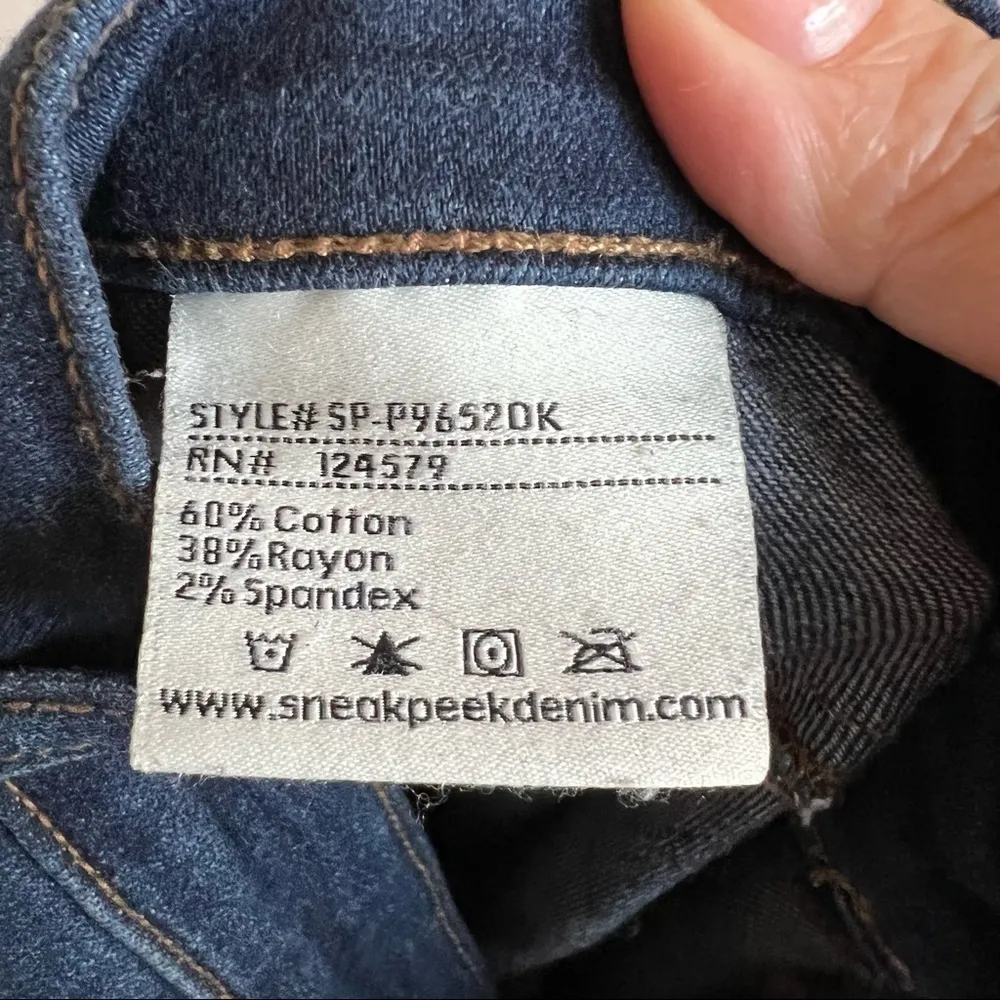 STYLE# SP-P9652DK
RN# 124579
60% Cotton
38% Rayon
2% Spandex
www.sneakpeekdenim.com